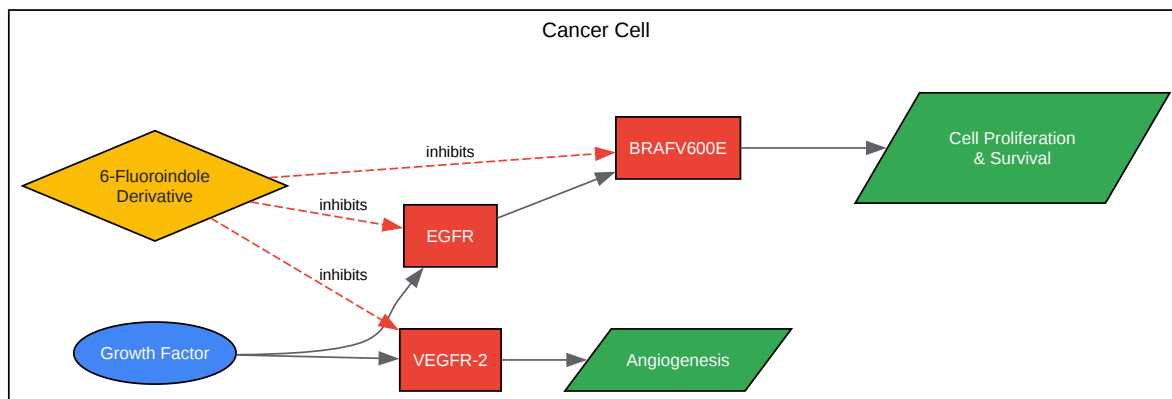 Cancer Cell
6-Fluoroindole
Derivative
inhibits
BRAFV600E
Cell Proliferation
& Survival
inhibits
EGFR
inhibits
Growth Factor
VEGFR-2
Angiogenesis